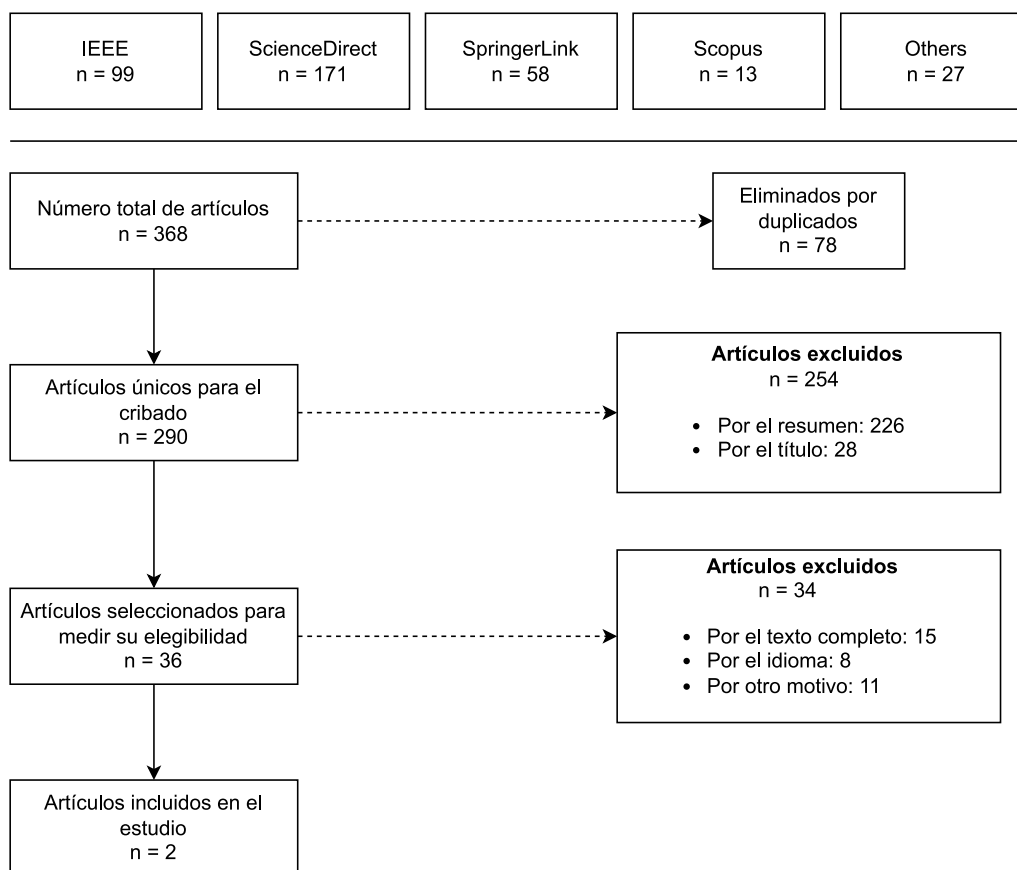 IEEE
n = 99
ScienceDirect
n = 171
SpringerLink
n = 58
Scopus
n = 13
Others
n = 27
Número total de artículos
n = 368
Eliminados por
duplicados
n = 78
Artículos únicos para el
cribado
n = 290
Artículos excluidos
n = 254
• Por el resumen: 226
• Por el título: 28
Artículos seleccionados para
medir su elegibilidad
n = 36
Artículos excluidos
n = 34
• Por el texto completo: 15
• Por el idioma: 8
• Por otro motivo: 11
Artículos incluidos en el
estudio
n = 2